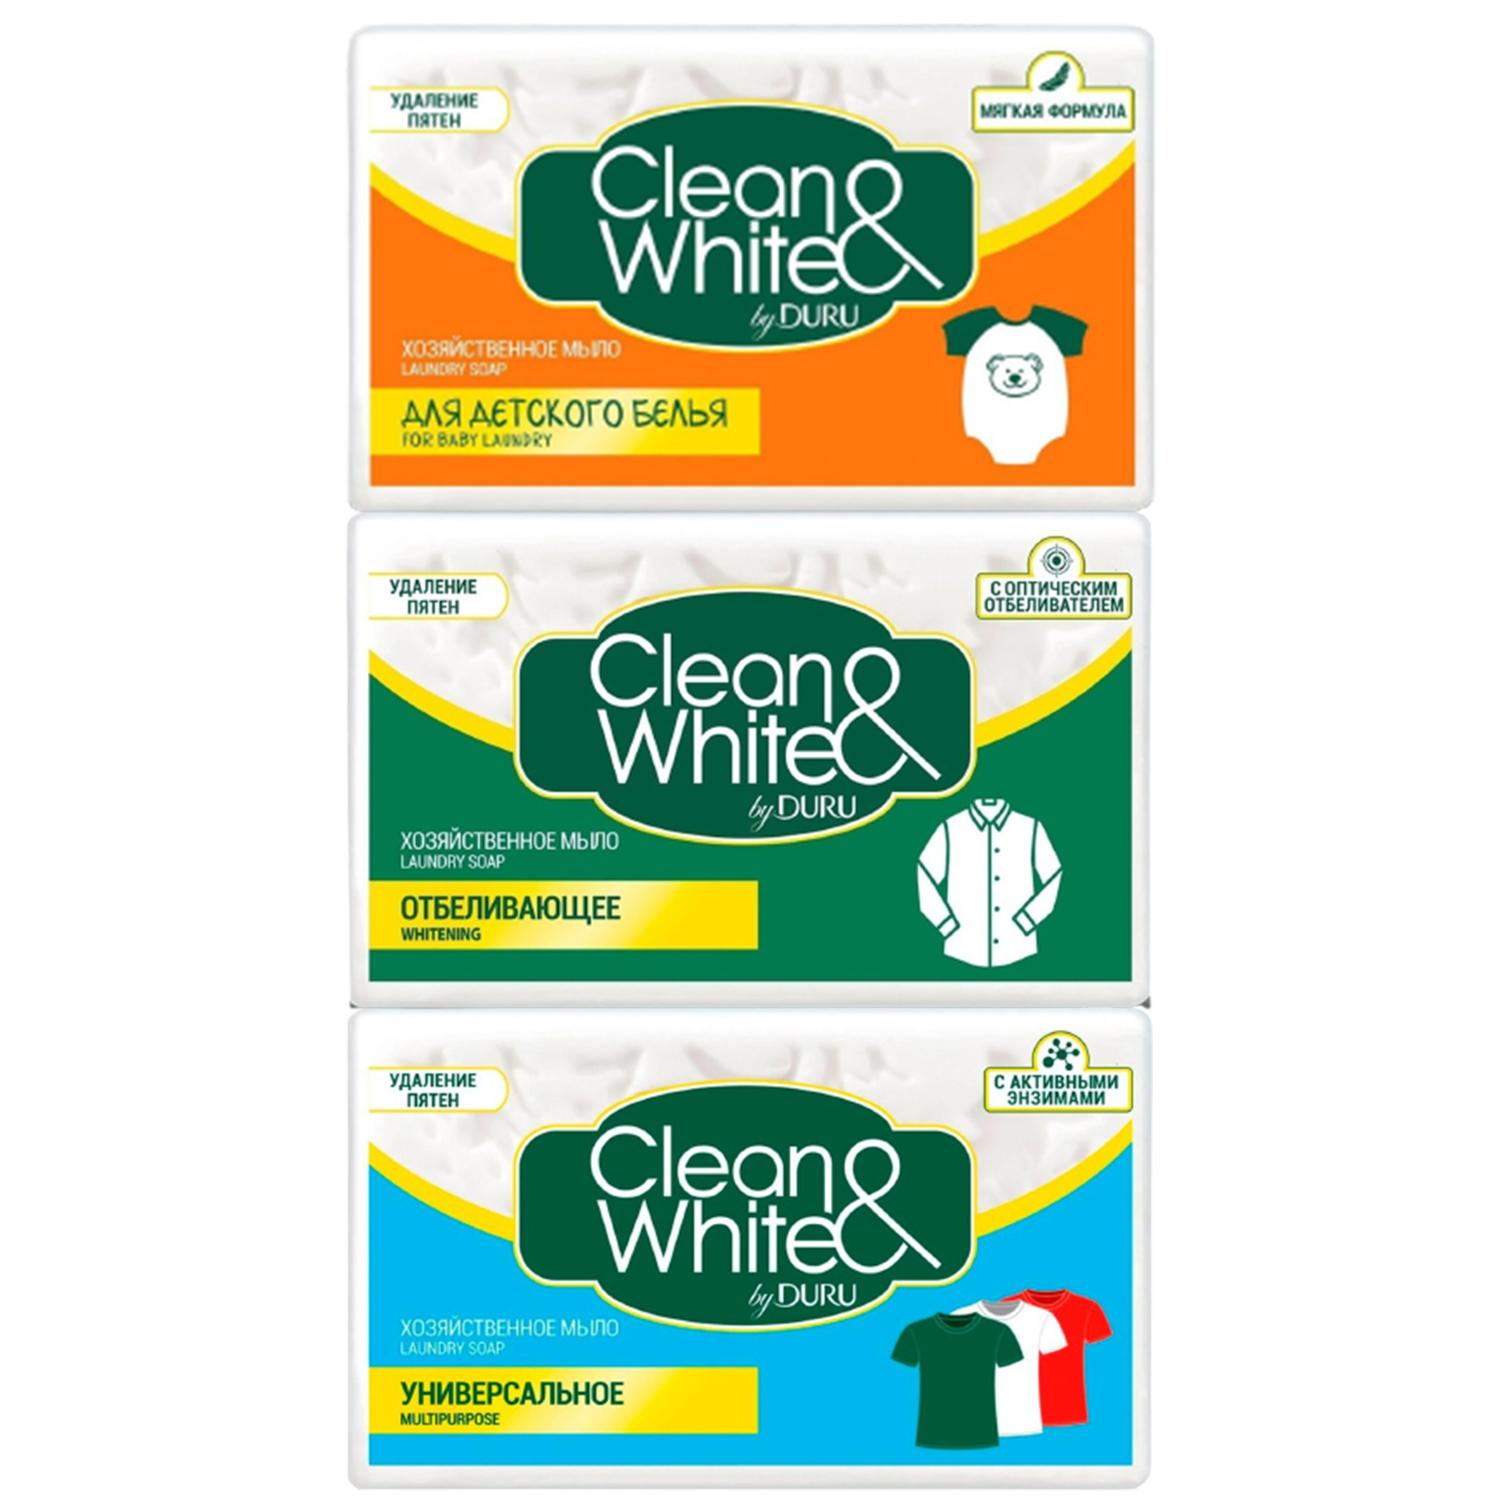 УДАЛЕНИЕ
ПЯТЕН
МЯГКАЯ ФОРМУЛА
Clean &
White
by DURU
ХОЗЯЙСТВЕННОЕ МЫЛО
LAUNDRY SOAP
ДЛЯ ДЕТСКОГО БЕЛЬЯ
FOR BABY LAUNDRY
УДАЛЕНИЕ
ПЯТЕН
С ОПТИЧЕСКИМ
ОТБЕЛИВАТЕЛЕМ
Clean &
White
by DURU
ХОЗЯЙСТВЕННОЕ МЫЛО
LAUNDRY SOAP
ОТБЕЛИВАЮЩЕЕ
WHITENING
УДАЛЕНИЕ
ПЯТЕН
С АКТИВНЫМИ
ЭНЗИМАМИ
Clean &
White
by DURU
ХОЗЯЙСТВЕННОЕ МЫЛО
LAUNDRY SOAP
УНИВЕРСАЛЬНОЕ
MULTIPURPOSE